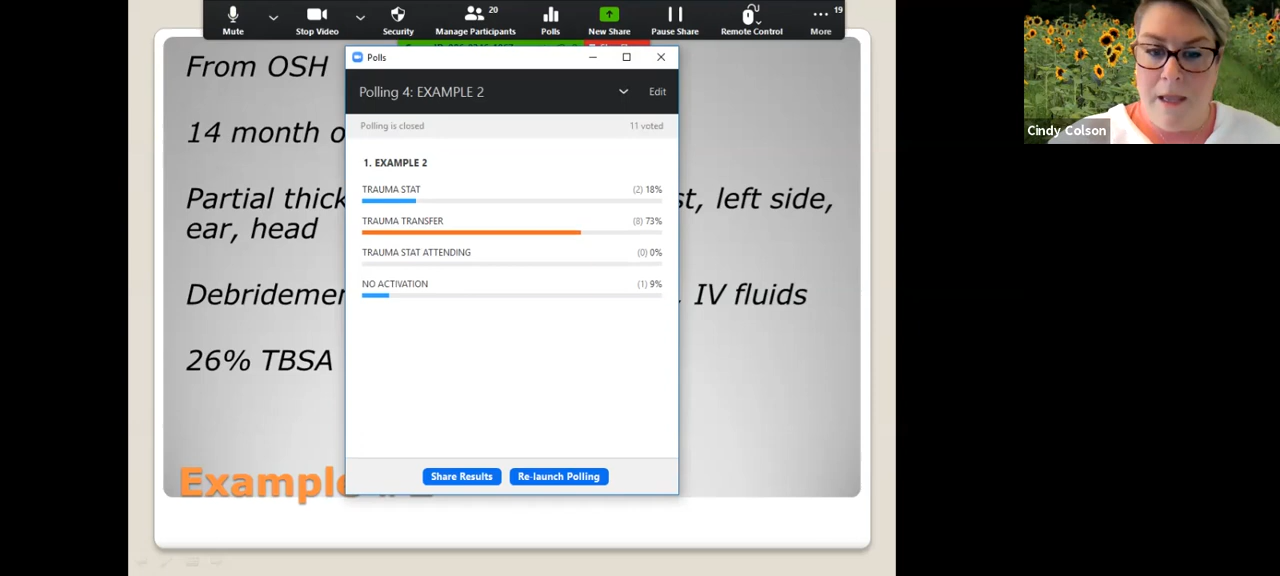 Mute
Stop Video
Security
20
Manage Participants
Polls
New Share
Pause Share
Remote Control
19
More
Polls
Polling 4: EXAMPLE 2
Edit
Polling is closed
11 voted
1. EXAMPLE 2
TRAUMA STAT
(2) 18%
TRAUMA TRANSFER
(8) 73%
TRAUMA STAT ATTENDING
(0) 0%
NO ACTIVATION
(1) 9%
Share Results
Re-launch Polling
From OSH
14 month o
Partial thick st, left side,
ear, head
Debrideme , IV fluids
26% TBSA
Example
Cindy Colson